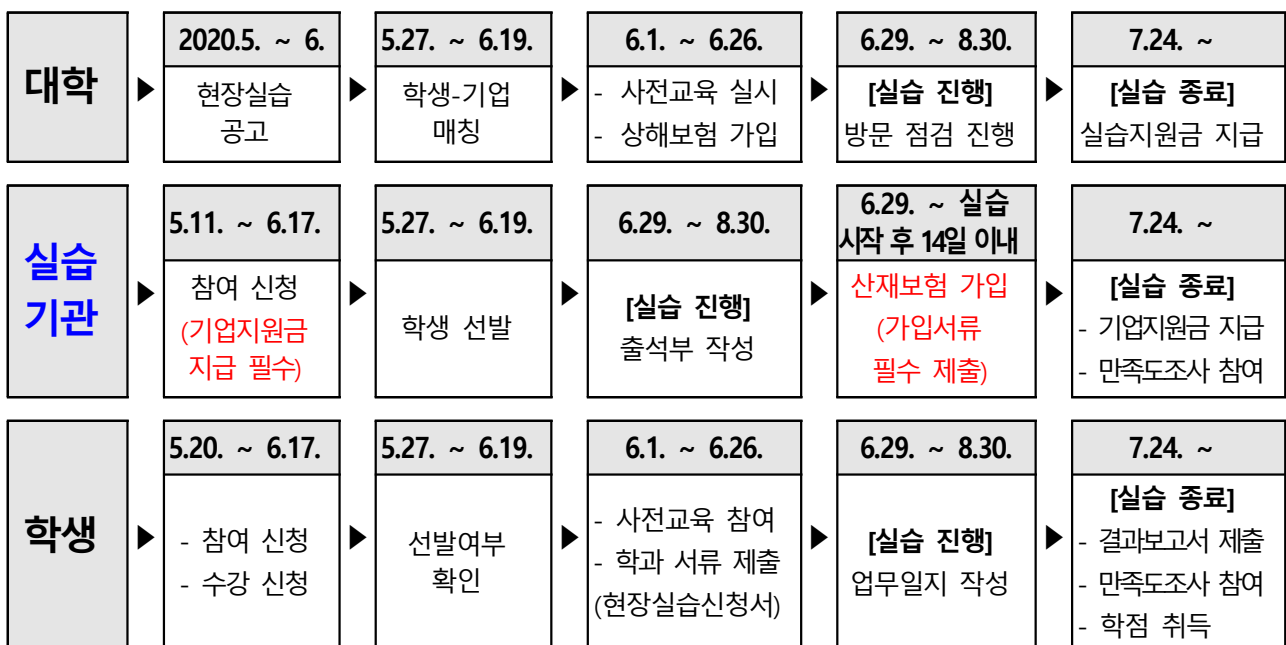 대학
▶
2020.5. ~ 6.
현장실습
공고
▶
5.27. ~ 6.19.
학생-기업
매칭
▶
6.1. ~ 6.26.
- 사전교육 실시
- 상해보험 가입
▶
6.29. ~ 8.30.
[실습 진행]
방문 점검 진행
▶
7.24. ~
[실습 종료]
실습지원금 지급
실습
기관
▶
5.11. ~ 6.17.
참여 신청
(기업지원금
지급 필수)
▶
5.27. ~ 6.19.
학생 선발
▶
6.29. ~ 8.30.
[실습 진행]
출석부 작성
▶
6.29. ~ 실습
시작 후 14일 이내
산재보험 가입
(가입서류
필수 제출)
▶
7.24. ~
[실습 종료]
- 기업지원금 지급
- 만족도조사 참여
학생
▶
5.20. ~ 6.17.
- 참여 신청
- 수강 신청
▶
5.27. ~ 6.19.
선발여부
확인
▶
6.1. ~ 6.26.
- 사전교육 참여
- 학과 서류 제출
(현장실습신청서)
▶
6.29. ~ 8.30.
[실습 진행]
업무일지 작성
▶
7.24. ~
[실습 종료]
- 결과보고서 제출
- 만족도조사 참여
- 학점 취득